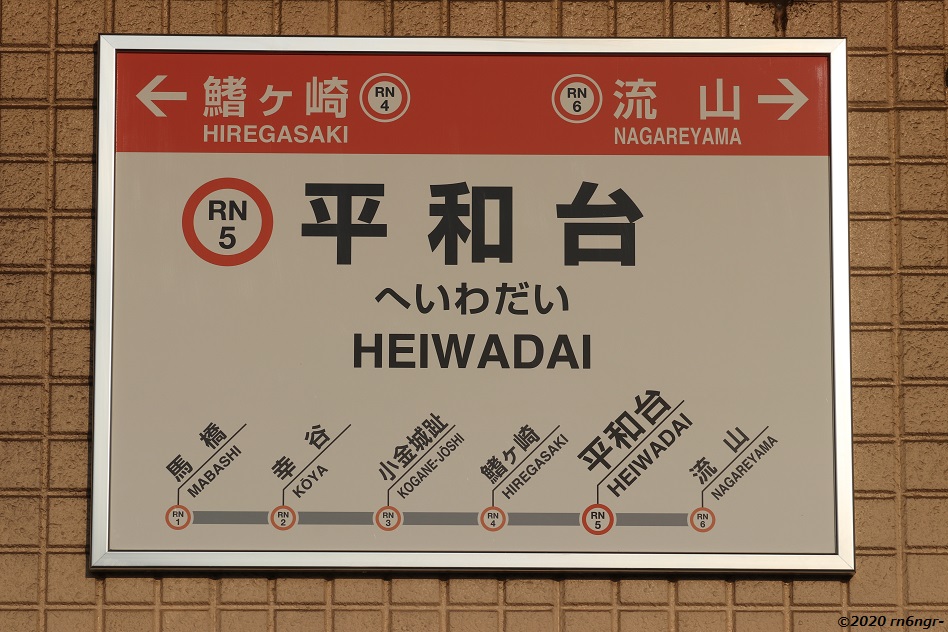 ← 鰭ヶ崎 RN 4
HIREGASAKI
RN 6 流山 →
NAGAREYAMA
RN 5 平和台
へいわだい
HEIWADAI
馬橋
MABASHI
幸谷
KŌYA
小金城趾
KOGANE-JŌSHI
鰭ヶ崎
HIREGASAKI
平和台
HEIWADAI
流山
NAGAREYAMA
RN 1
RN 2
RN 3
RN 4
RN 5
RN 6
©2020 rn6ngr-